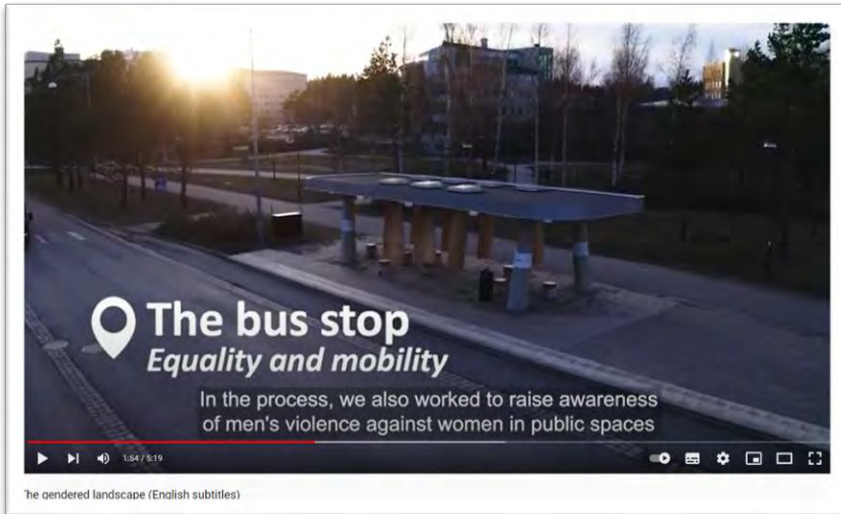 The bus stop
Equality and mobility
In the process, we also worked to raise awareness
of men's violence against women in public spaces
1:54 / 5:19
he gendered landscape (English subtitles)